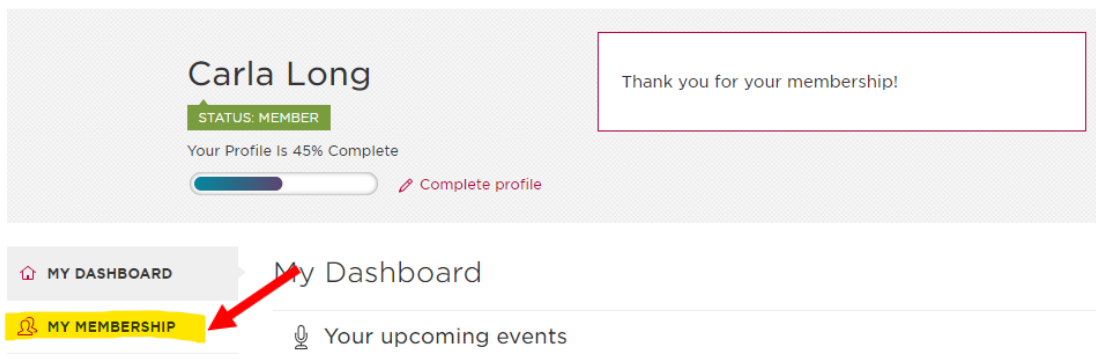 Carla Long
STATUS: MEMBER
Your Profile Is 45% Complete
Complete profile
Thank you for your membership!
MY DASHBOARD
MY MEMBERSHIP
My Dashboard
Your upcoming events